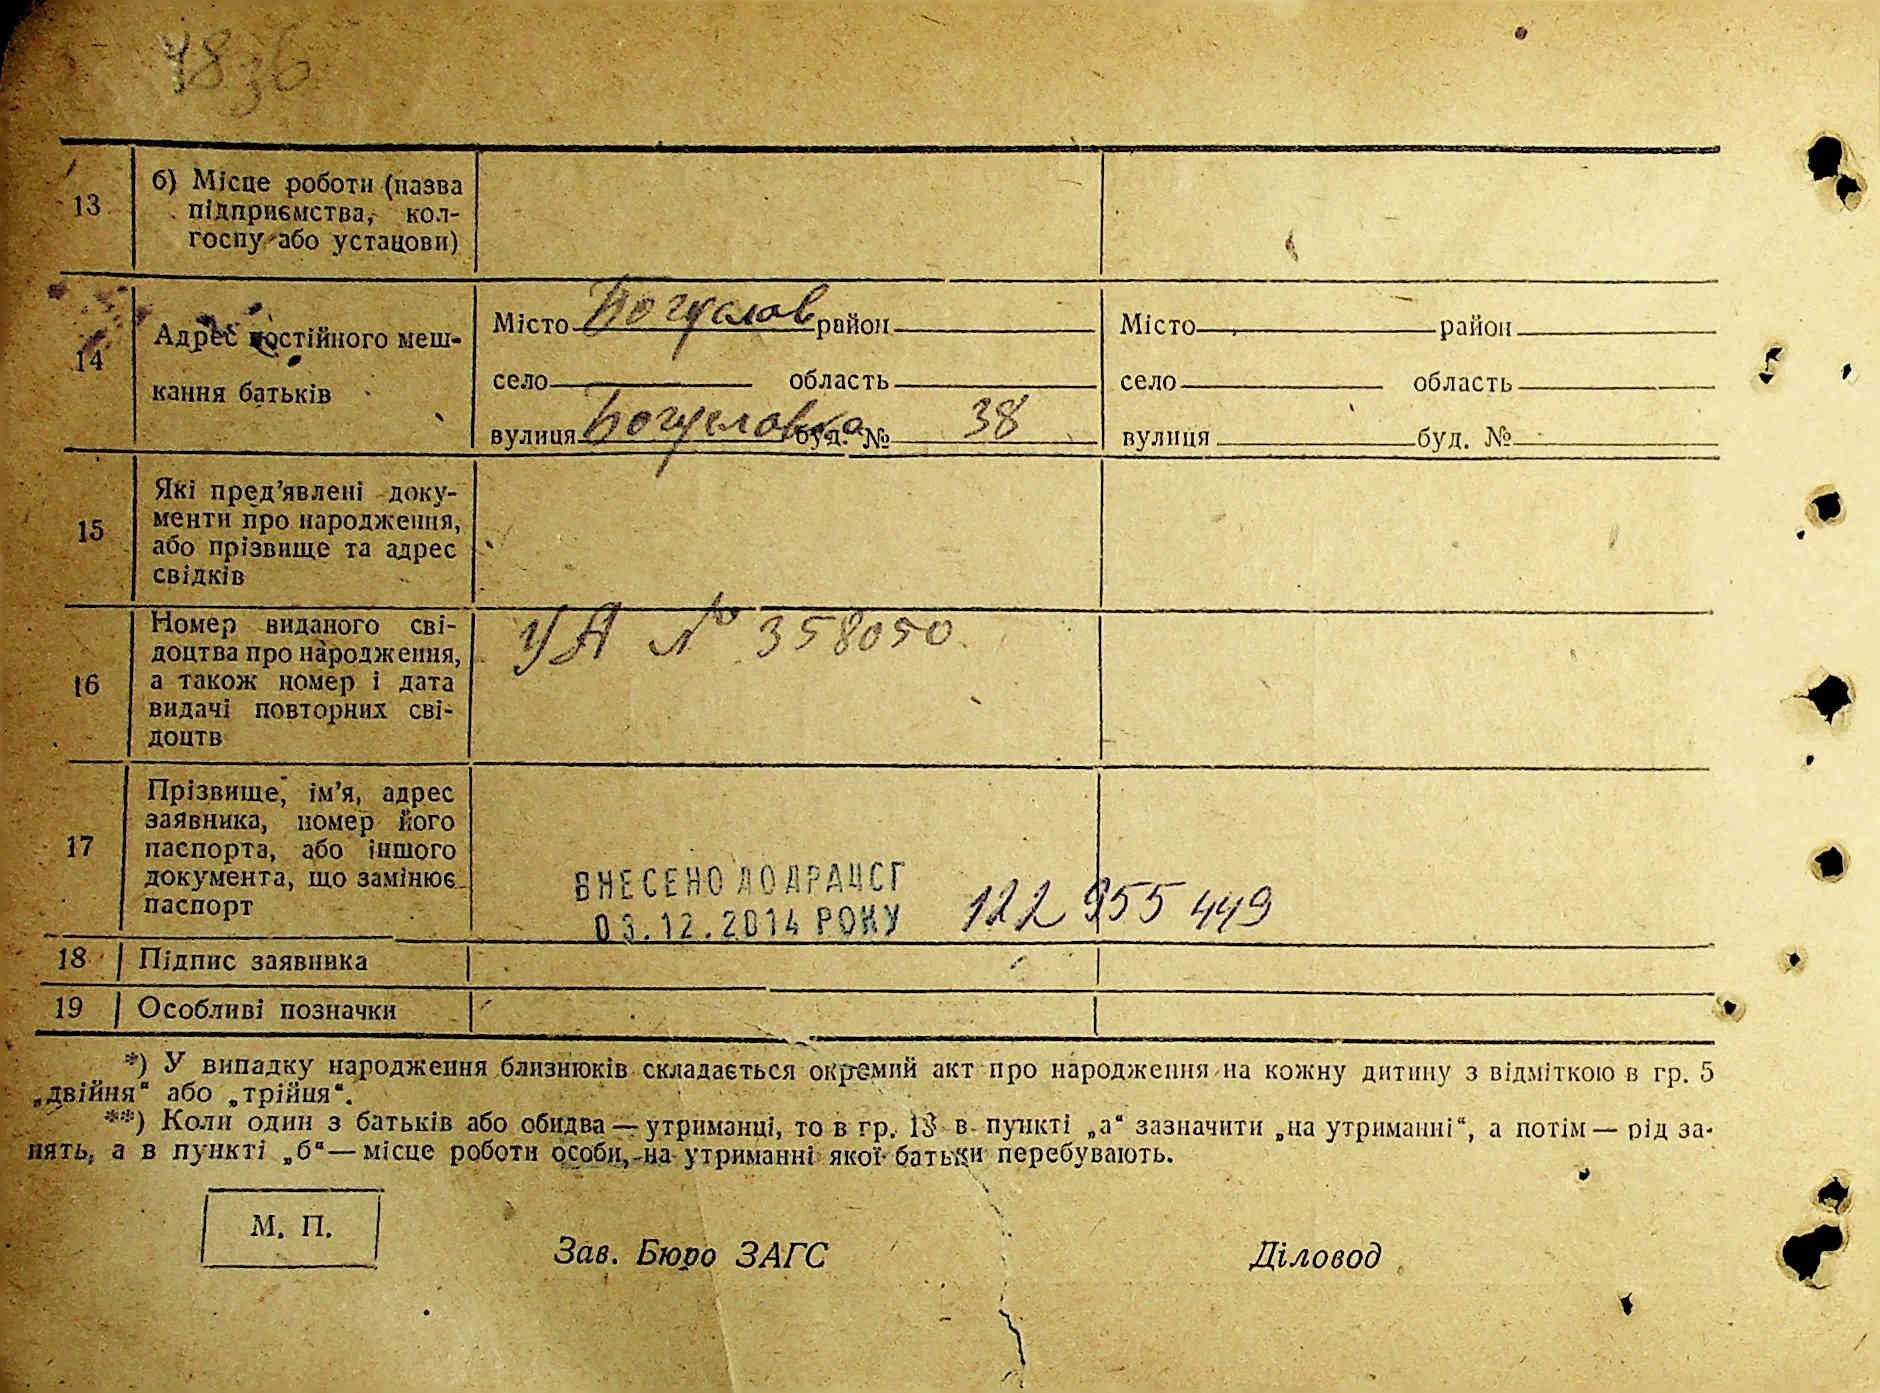 4836
13
б) Місце роботи (назва
підприємства, кол-
госпу або установи)
14
Адрес постійного меш-
кання батьків
Місто Богуслав район
село область
вулиця Богуславка буд. № 38
Місто район
село область
вулиця буд. №
15
Які пред’явлені доку-
менти про народження,
або прізвище та адрес
свідків
16
Номер виданого сві-
доцтва про народження,
а також номер і дата
видачі повторних сві-
доцтв
УА № 358050
17
Прізвище, ім’я, адрес
заявника, номер його
паспорта, або іншого
документа, що замінює
паспорт
ВНЕСЕНО ДО ДРАЦСГ
03.12.2014 РОКУ
122 955 449
18 Підпис заявника
19 Особливі позначки
*) У випадку народження близнюків складається окремий акт про народження на кожну дитину з відміткою в гр. 5
„двійня“ або „трійня“.
**) Коли один з батьків або обидва — утриманці, то в гр. 13 в пункті „а“ зазначити „на утриманні“, а потім — рід за-
нять, а в пункті „б“ — місце роботи особи, на утриманні якої батьки перебувають.
М. П.
Зав. Бюро ЗАГС
Діловод